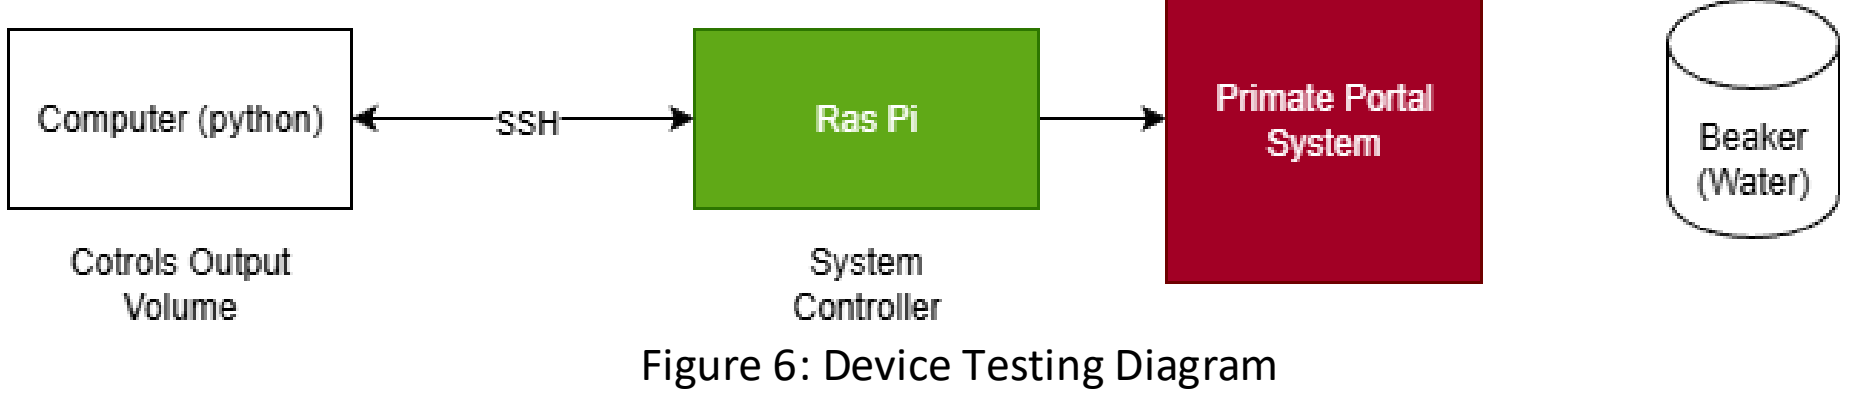 Computer (python)
SSH
Ras Pi
Primate Portal
System
Beaker
(Water)
Cotrols Output
Volume
System
Controller
Figure 6: Device Testing Diagram